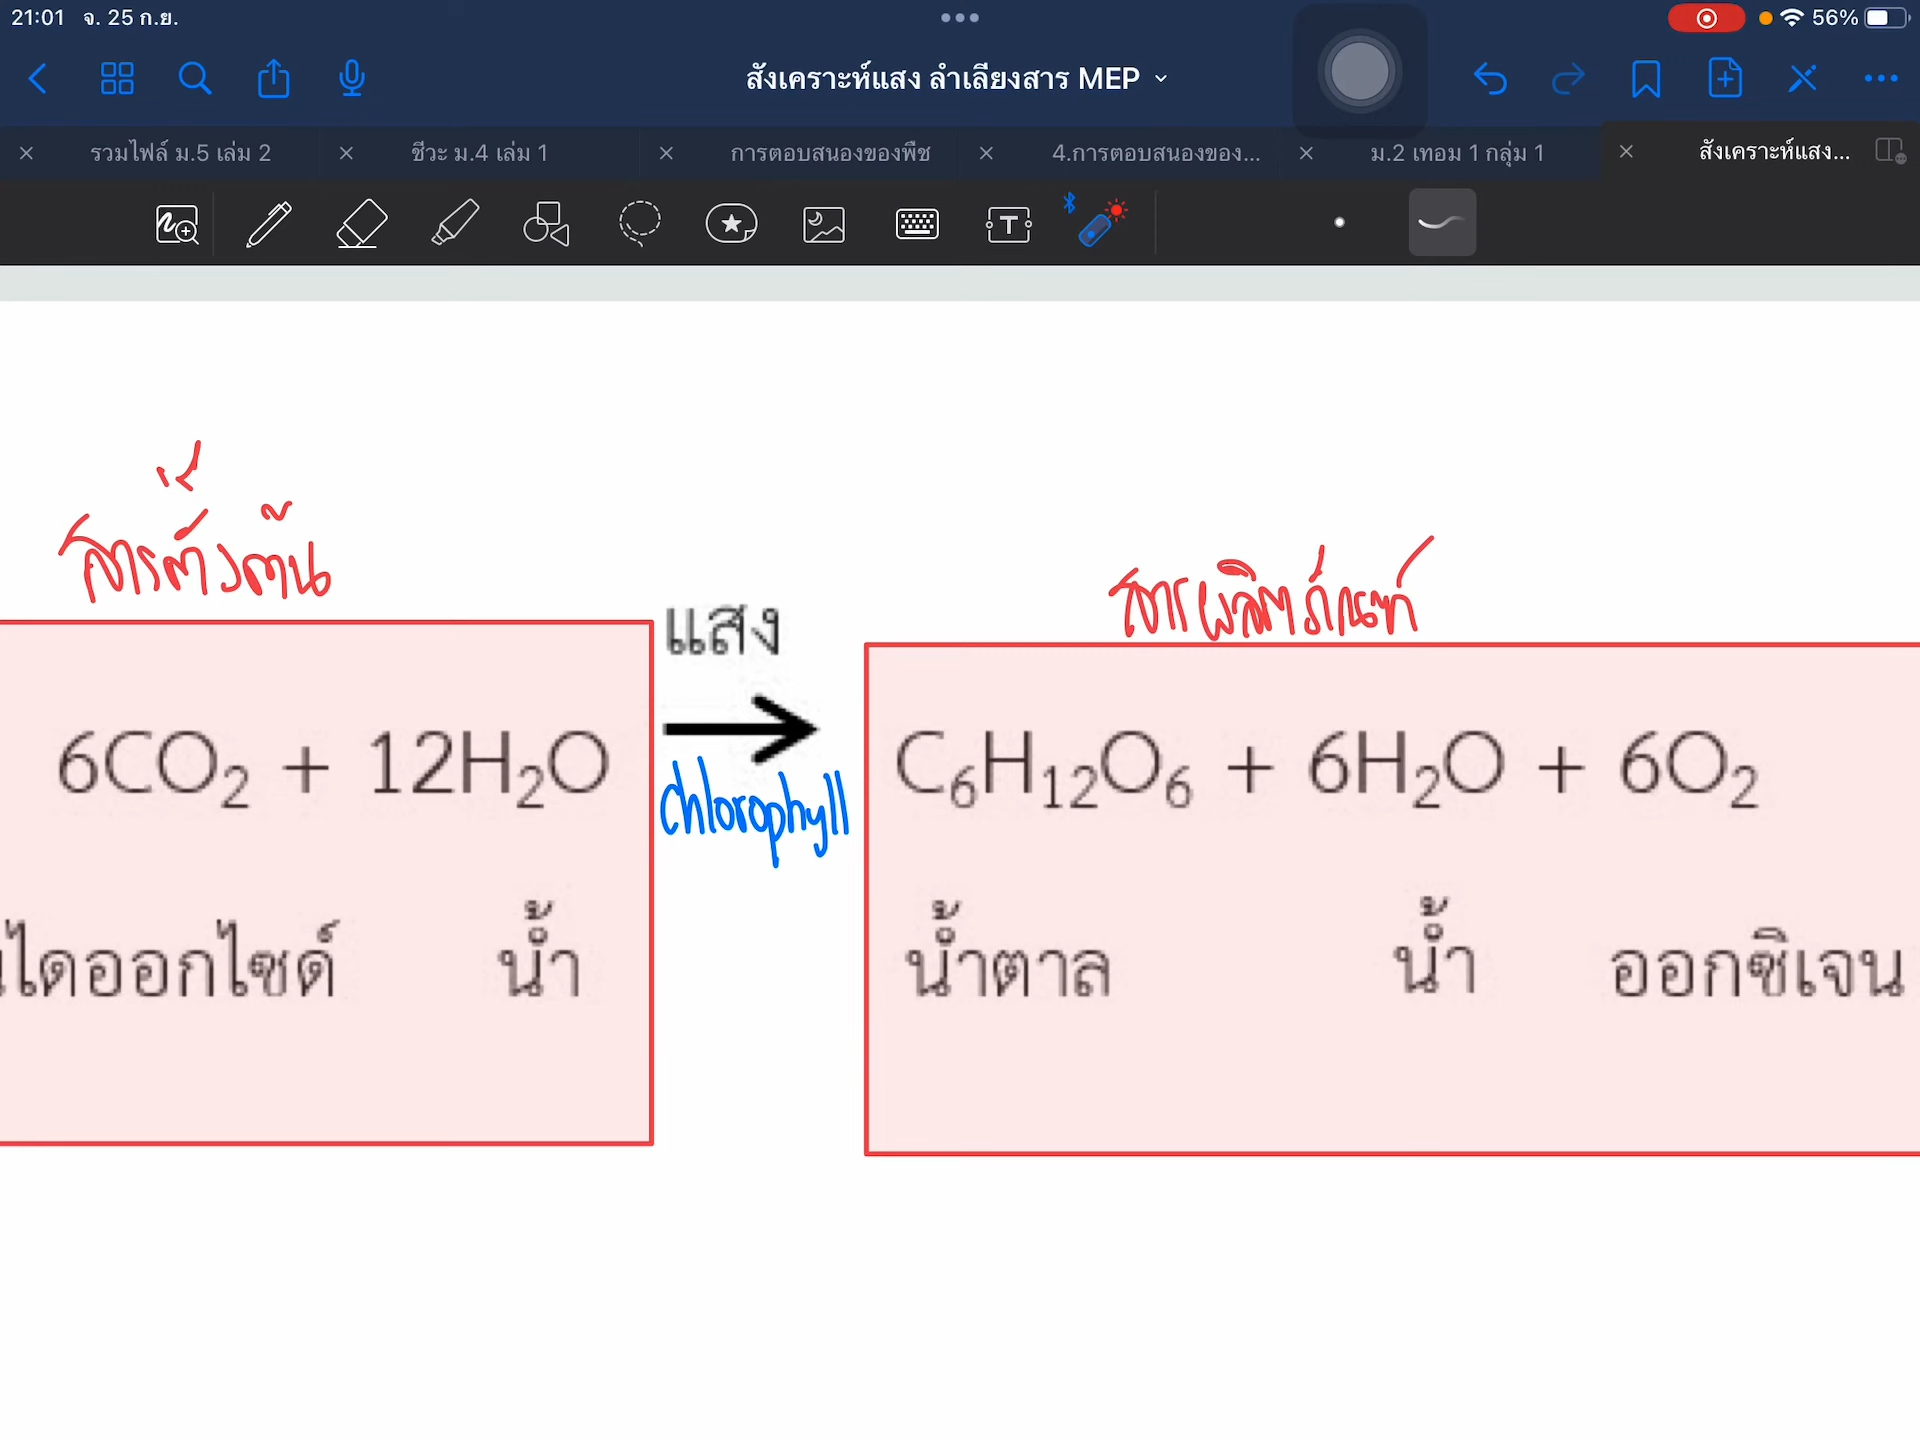 21:01 จ. 25 ก.ย.
56%
สังเคราะห์แสง ลำเลียงสาร MEP
รวมไฟล์ ม.5 เล่ม 2
ชีวะ ม.4 เล่ม 1
การตอบสนองของพืช
4.การตอบสนองของ...
ม.2 เทอม 1 กลุ่ม 1
สังเคราะห์แสง...
สารตั้งต้น
สารผลิตภัณฑ์
แสง
6CO₂ + 12H₂O
C₆H₁₂O₆ + 6H₂O + 6O₂
chlorophyll
นไดออกไซด์ น้ำ
น้ำตาล น้ำ ออกซิเจน